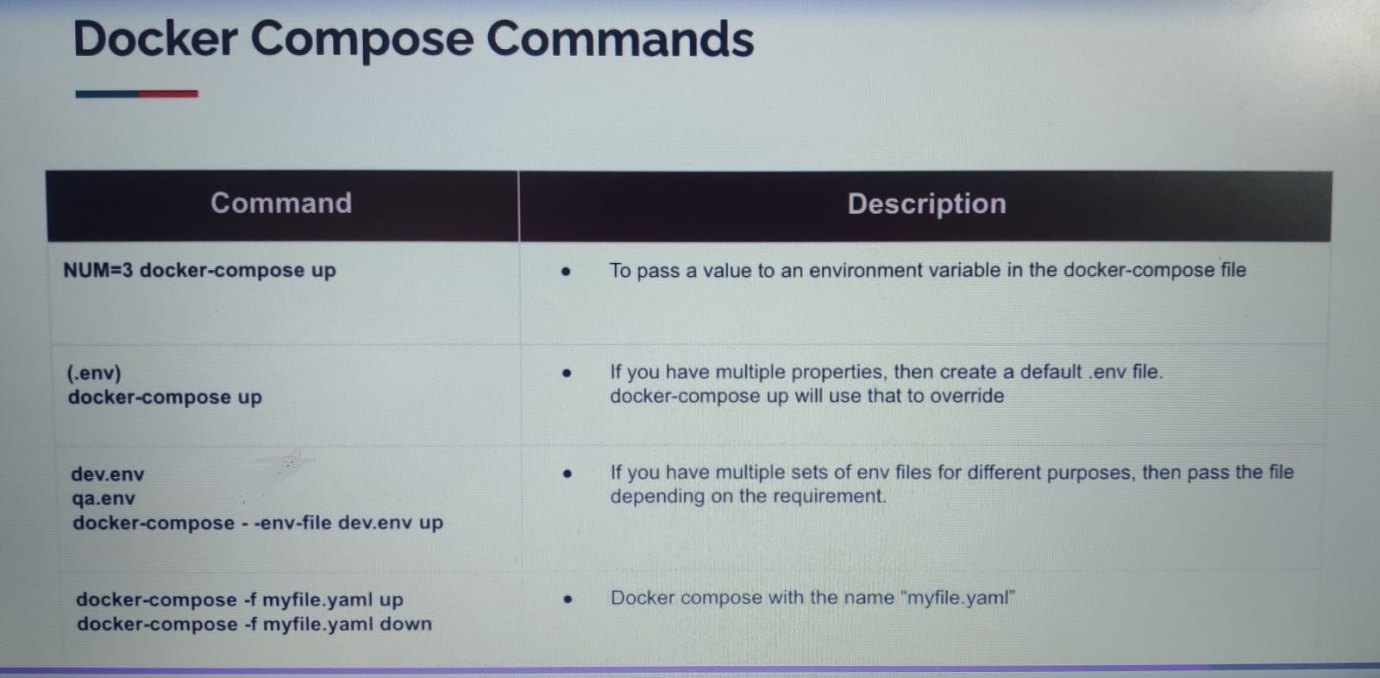 Docker Compose Commands
Command
Description
NUM=3 docker-compose up
To pass a value to an environment variable in the docker-compose file
(.env)
docker-compose up
If you have multiple properties, then create a default .env file.
docker-compose up will use that to override
dev.env
qa.env
docker-compose - -env-file dev.env up
If you have multiple sets of env files for different purposes, then pass the file
depending on the requirement.
docker-compose -f myfile.yaml up
docker-compose -f myfile.yaml down
Docker compose with the name “myfile.yaml”